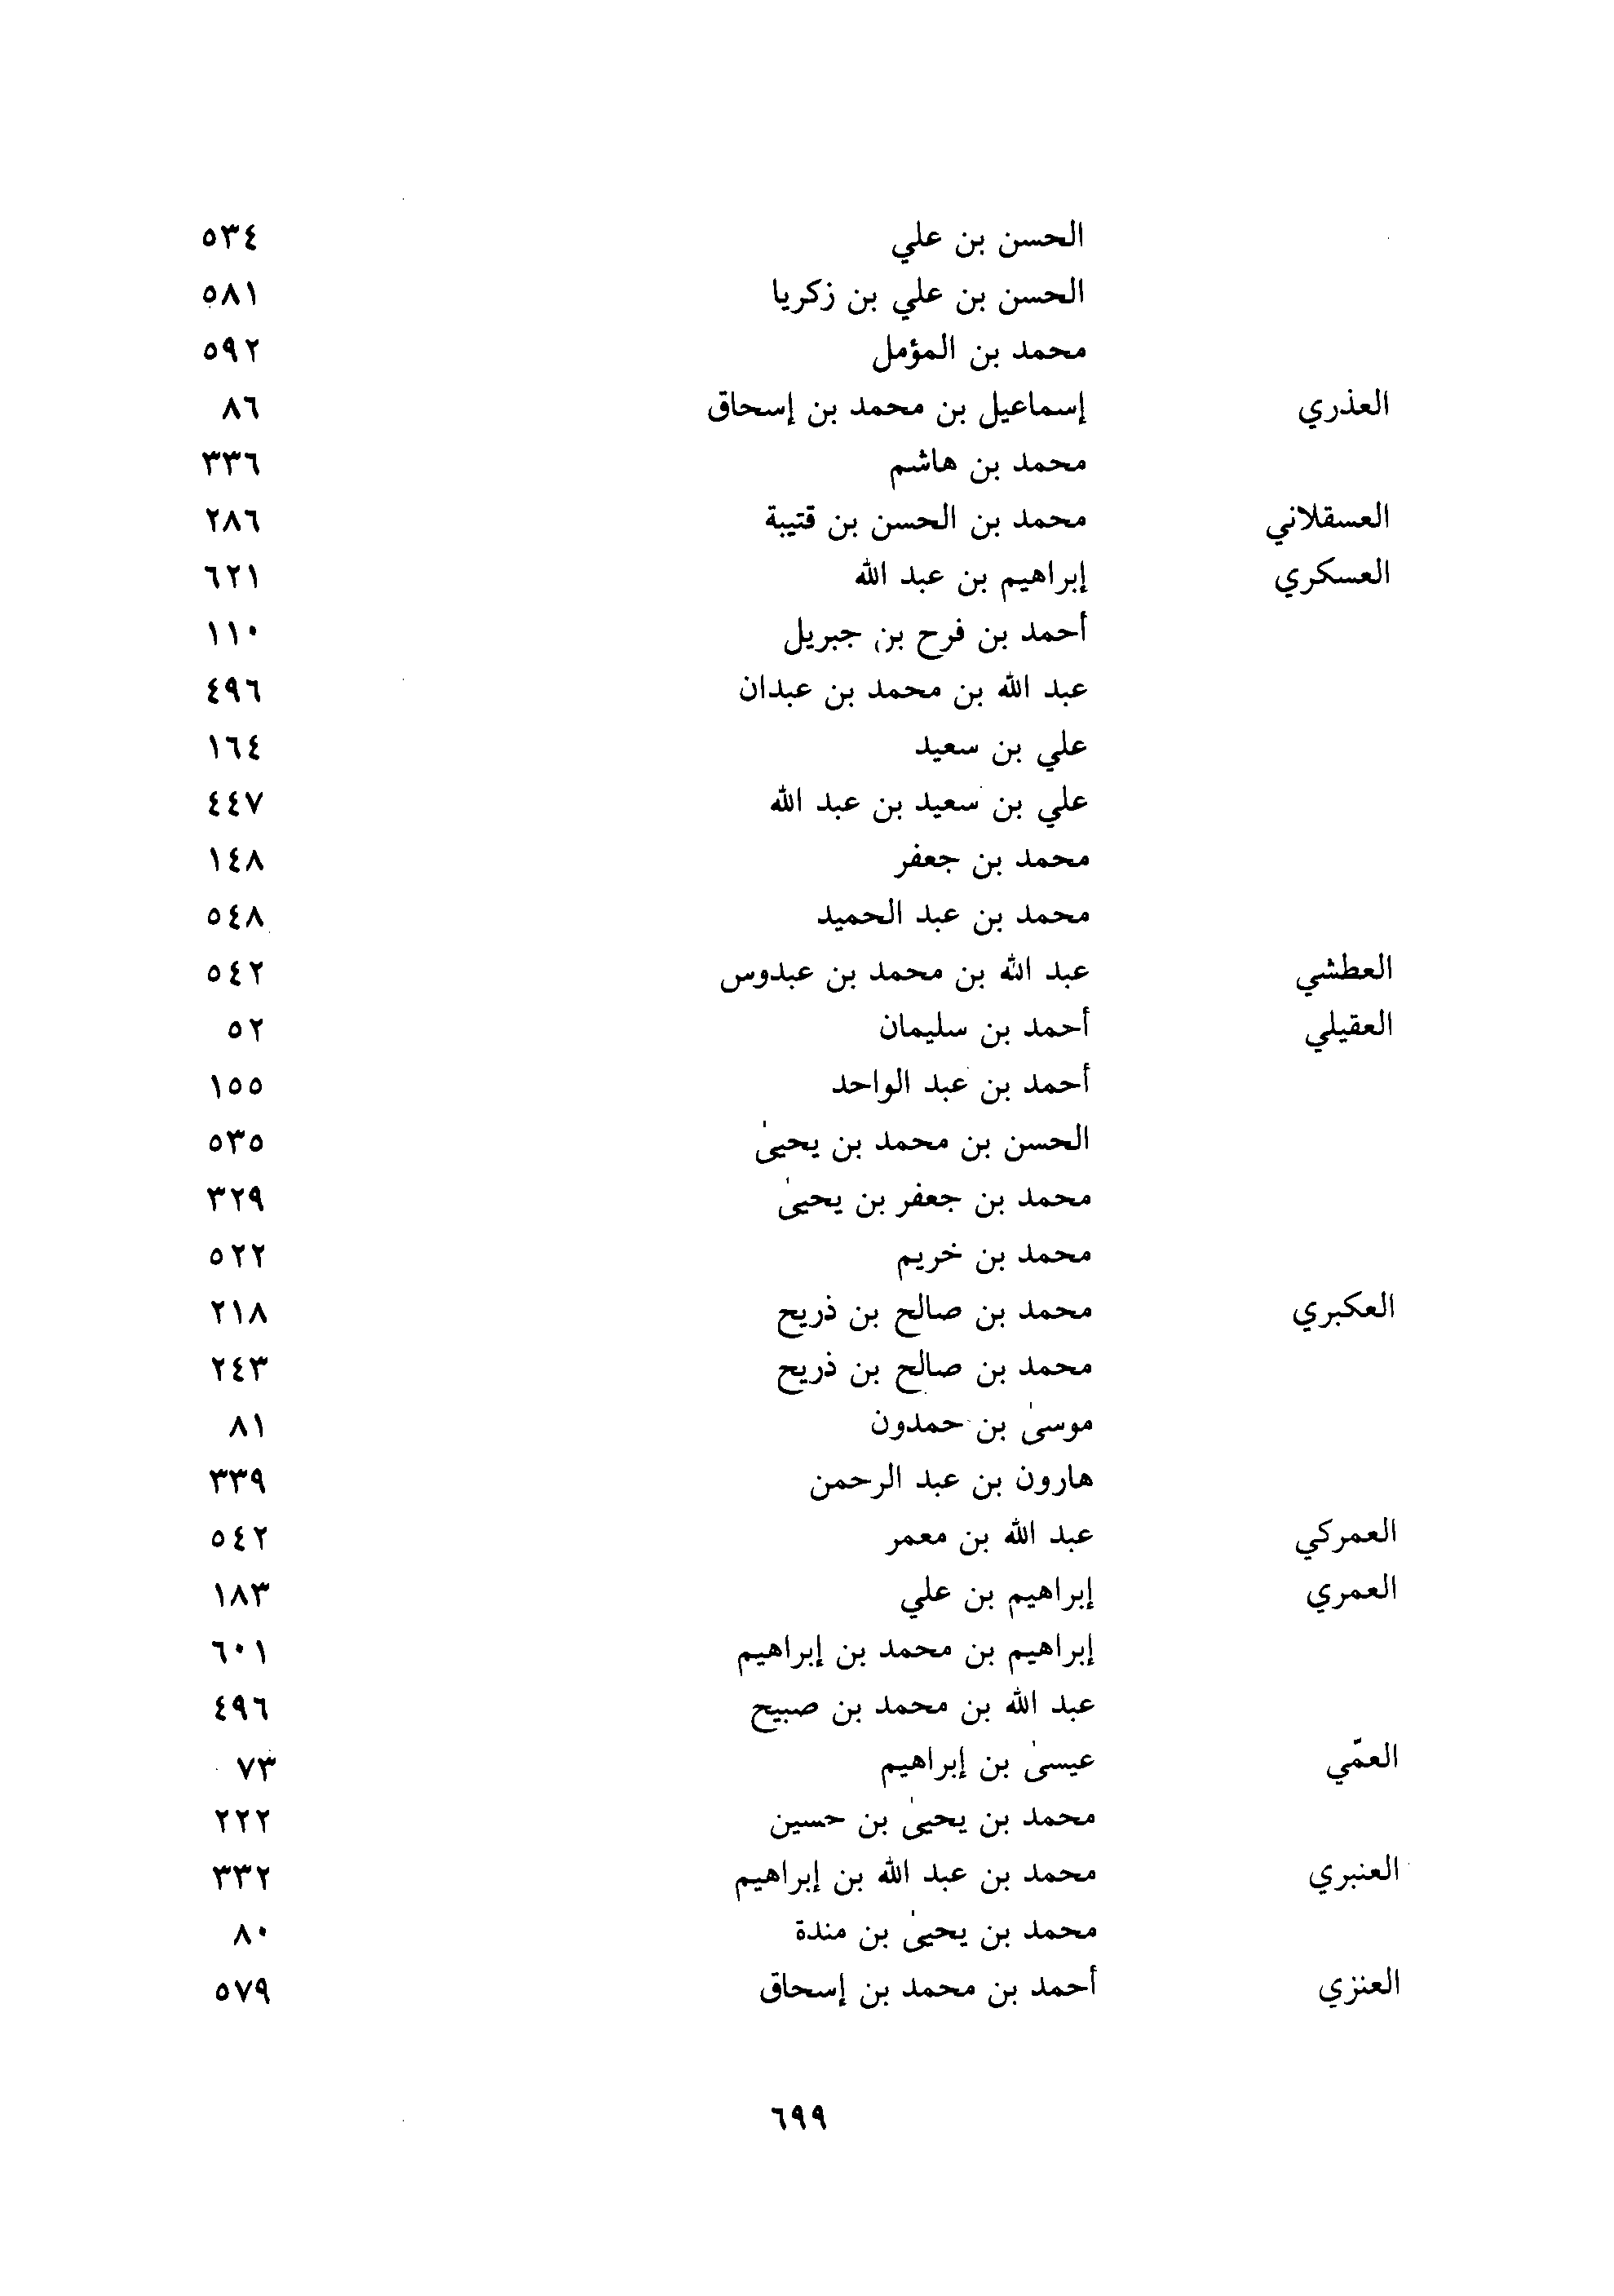 الحسن بن علي ٥٣٤
الحسن بن علي بن زكريا ٥٨١
محمد بن المؤمل ٥٩٢
العذري إسماعيل بن محمد بن إسحاق ٨٦
محمد بن هاشم ٣٣٦
العسقلاني محمد بن الحسن بن قتيبة ٢٨٦
العسكري إبراهيم بن عبد الله ٦٢١
أحمد بن فرح بن جبريل ١١٠
عبد الله بن محمد بن عبدان ٤٩٦
علي بن سعيد ١٦٤
علي بن سعيد بن عبد الله ٤٤٧
محمد بن جعفر ١٤٨
محمد بن عبد الحميد ٥٤٨
العطشي عبد الله بن محمد بن عبدوس ٥٤٢
العقيلي أحمد بن سليمان ٥٢
أحمد بن عبد الواحد ١٥٥
الحسن بن محمد بن يحيىٰ ٥٣٥
محمد بن جعفر بن يحيىٰ ٣٢٩
محمد بن خريم ٥٢٢
العكبري محمد بن صالح بن ذريح ٢١٨
محمد بن صالح بن ذريح ٢٤٣
موسىٰ بن حمدون ٨١
هارون بن عبد الرحمن ٣٣٩
العمركي عبد الله بن معمر ٥٤٢
العمري إبراهيم بن علي ١٨٣
إبراهيم بن محمد بن إبراهيم ٦٠١
عبد الله بن محمد بن صبيح ٤٩٦
العمّي عيسىٰ بن إبراهيم ٧٣
محمد بن يحيىٰ بن حسين ٢٢٢
العنبري محمد بن عبد الله بن إبراهيم ٣٣٢
محمد بن يحيىٰ بن مندة ٨٠
العنزي أحمد بن محمد بن إسحاق ٥٧٩
٦٩٩